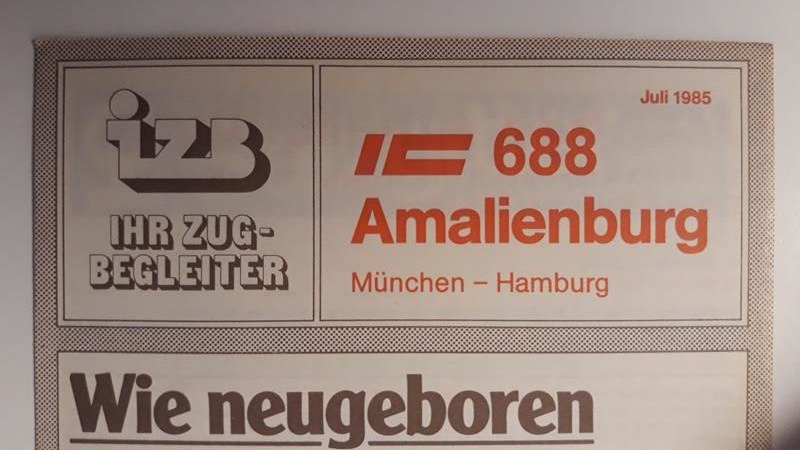 izB
IHR ZUG-
BEGLEITER
Juli 1985
IC 688
Amalienburg
München – Hamburg
Wie neugeboren